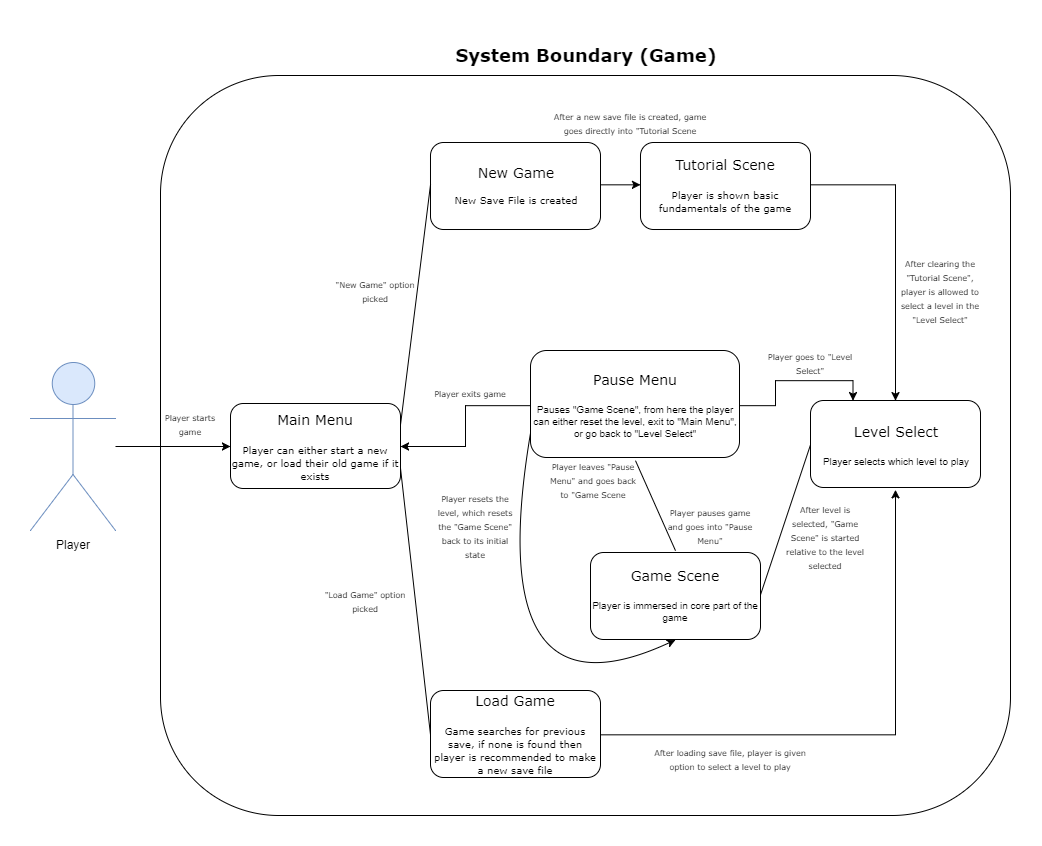 System Boundary (Game)
After a new save file is created, game
goes directly into "Tutorial Scene
New Game
New Save File is created
Tutorial Scene
Player is shown basic
fundamentals of the game
"New Game" option
picked
After clearing the
"Tutorial Scene",
player is allowed to
select a level in the
"Level Select"
Player starts
game
Player
Main Menu
Player can either start a new
game, or load their old game if it
exists
Player exits game
Pause Menu
Pauses "Game Scene", from here the player
can either reset the level, exit to "Main Menu",
or go back to "Level Select"
Player goes to "Level
Select"
Level Select
Player selects which level to play
Player leaves "Pause
Menu" and goes back
to "Game Scene
Player resets the
level, which resets
the "Game Scene"
back to its initial
state
Player pauses game
and goes into "Pause
Menu"
After level is
selected, "Game
Scene" is started
relative to the level
selected
Game Scene
Player is immersed in core part of the
game
"Load Game" option
picked
Load Game
Game searches for previous
save, if none is found then
player is recommended to make
a new save file
After loading save file, player is given
option to select a level to play